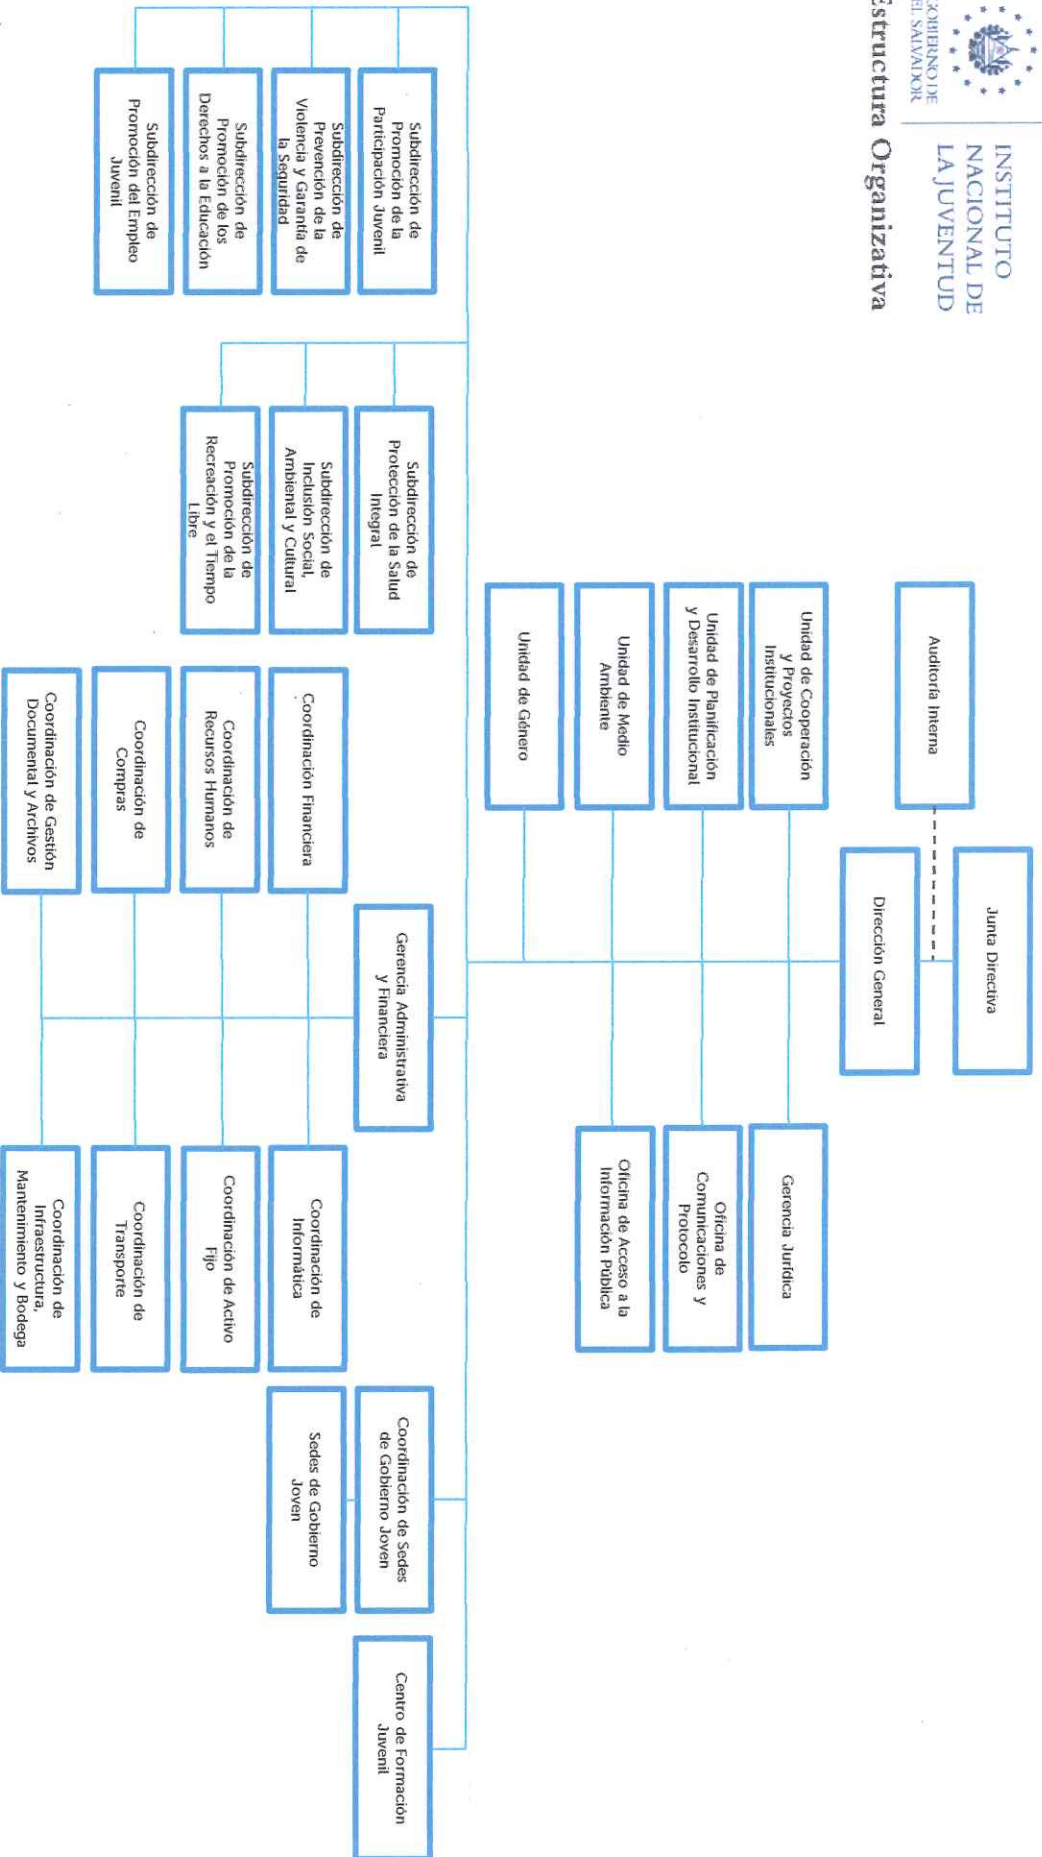 GOBIERNO DE
EL SALVADOR
INSTITUTO
NACIONAL DE
LA JUVENTUD
Estructura Organizativa
Junta Directiva
Auditoría Interna
Dirección General
Unidad de Cooperación
y Proyectos
Institucionales
Gerencia Jurídica
Unidad de Planificación
y Desarrollo Institucional
Oficina de
Comunicaciones y
Protocolo
Unidad de Medio
Ambiente
Oficina de Acceso a la
Información Pública
Unidad de Género
Subdirección de
Promoción de la
Participación Juvenil
Subdirección de
Prevención de la
Violencia y Garantía de
la Seguridad
Subdirección de
Promoción de los
Derechos a la Educación
Subdirección de
Promoción del Empleo
Juvenil
Subdirección de
Protección de la Salud
Integral
Subdirección de
Inclusión Social,
Ambiental y Cultural
Subdirección de
Promoción de la
Recreación y el Tiempo
Libre
Gerencia Administrativa
y Financiera
Coordinación Financiera
Coordinación de
Informática
Coordinación de
Recursos Humanos
Coordinación de Activo
Fijo
Coordinación de
Compras
Coordinación de
Transporte
Coordinación de Gestión
Documental y Archivos
Coordinación de
Infraestructura,
Mantenimiento y Bodega
Coordinación de Sedes
de Gobierno Joven
Sedes de Gobierno
Joven
Centro de Formación
Juvenil